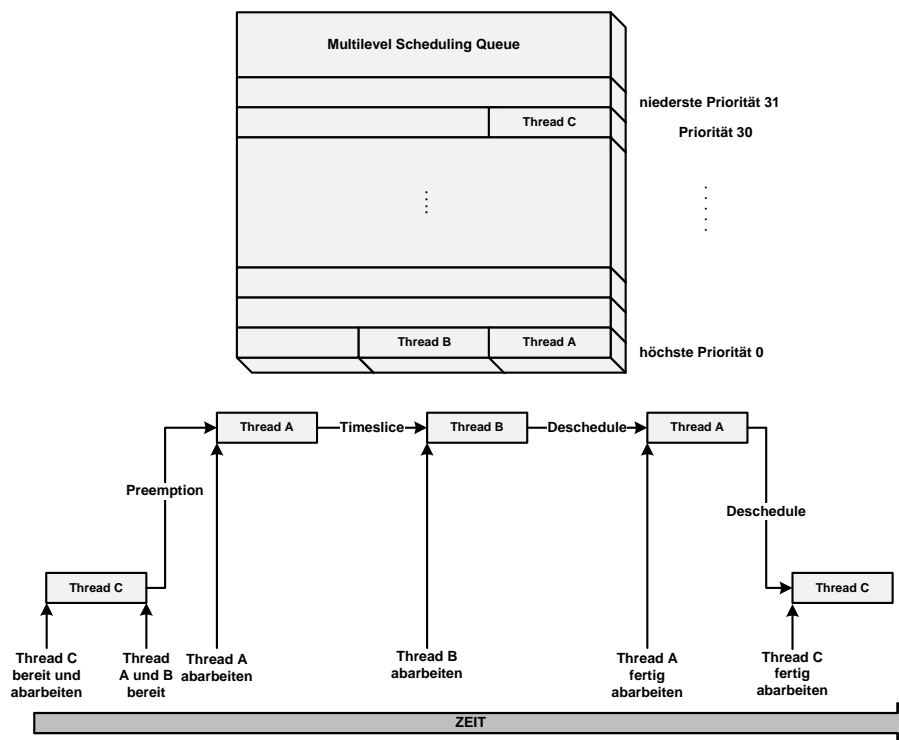 Multilevel Scheduling Queue
niederste Priorität 31
Thread C
Priorität 30
Thread B
Thread A
höchste Priorität 0
Thread A
Timeslice
Thread B
Deschedule
Thread A
Preemption
Deschedule
Thread C
Thread C
Thread C
bereit und
abarbeiten
Thread
A und B
bereit
Thread A
abarbeiten
Thread B
abarbeiten
Thread A
fertig
abarbeiten
Thread C
fertig
abarbeiten
ZEIT